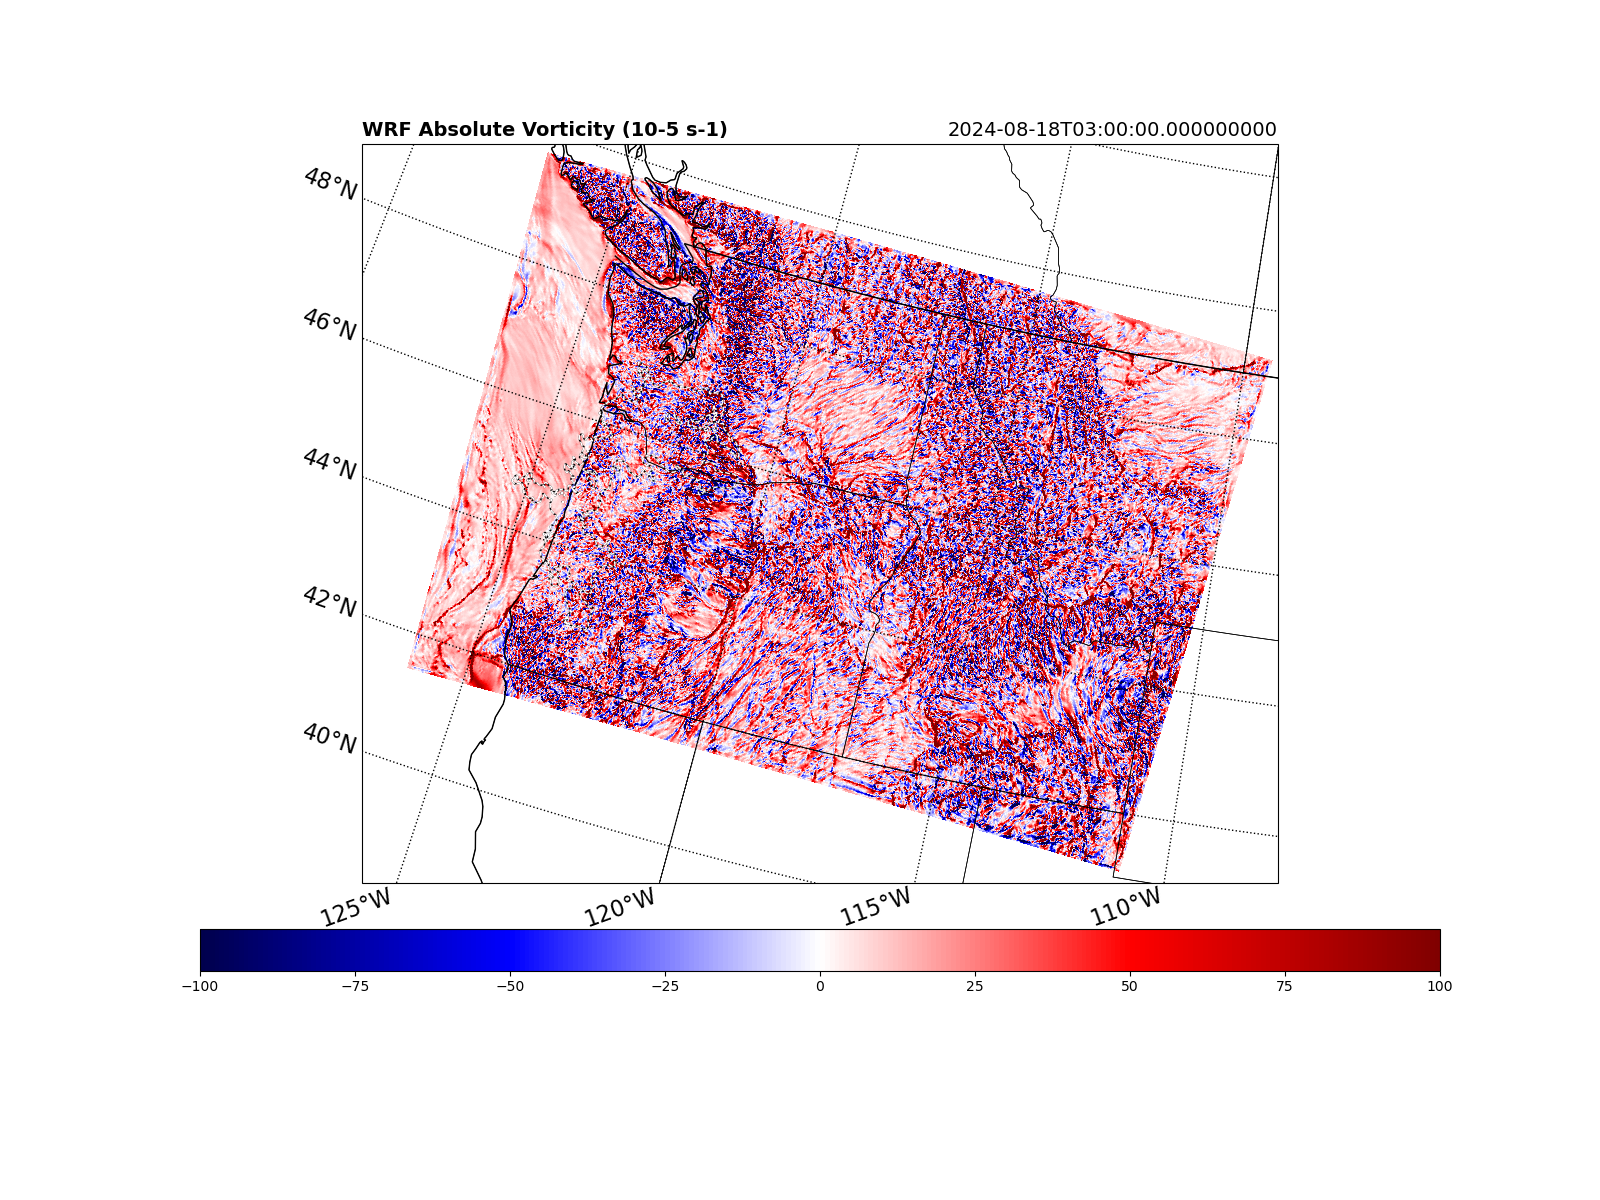 WRF Absolute Vorticity (10-5 s-1)
2024-08-18T03:00:00.000000000
48°N
46°N
44°N
42°N
40°N
125°W
120°W
115°W
110°W
−100
−75
−50
−25
0
25
50
75
100